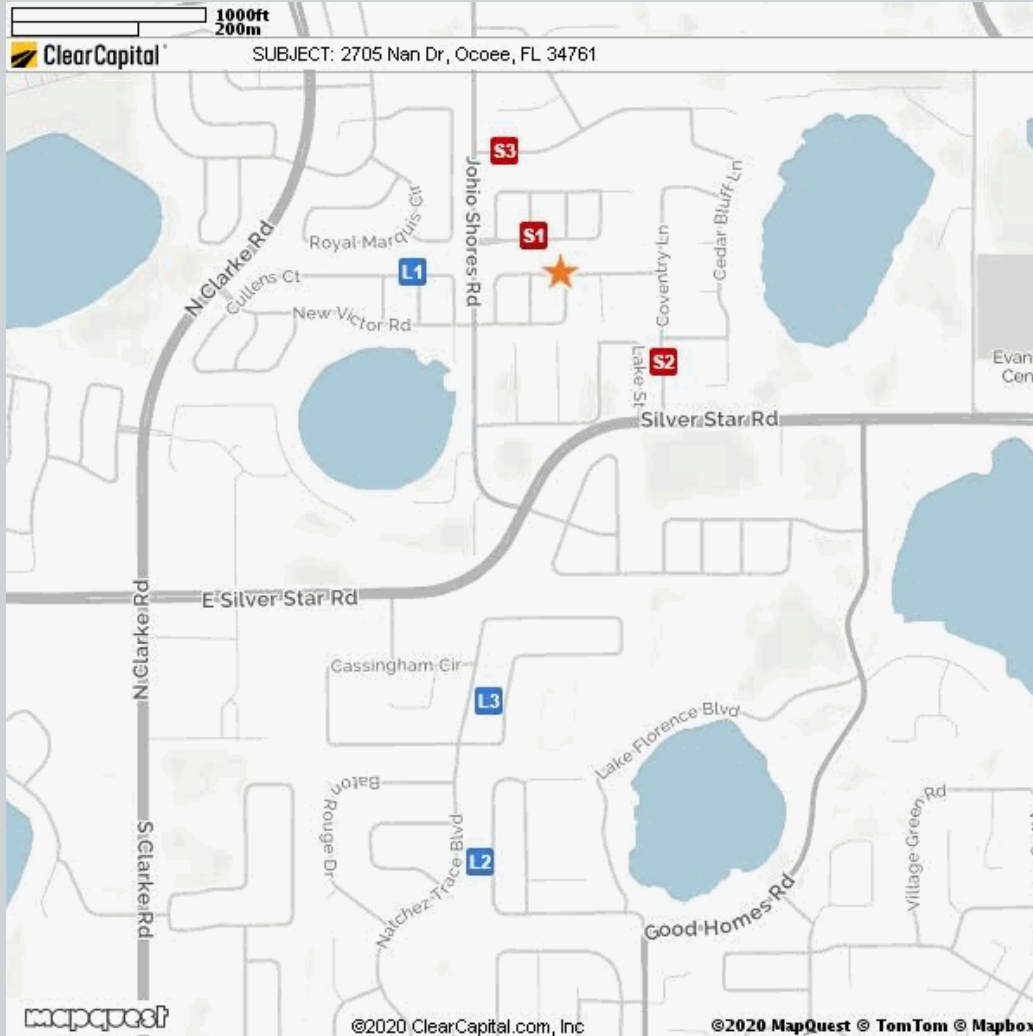 1000ft
200m
ClearCapital
SUBJECT: 2705 Nan Dr, Ocoee, FL 34761
S3
Johio Shores Rd
Royal Marquis Cir
S1
Cedar Bluff Ln
Coventry Ln
N Clarke Rd
Cullens Ct
L1
New Victor Rd
Lake St
S2
Evan
Cen
Silver Star Rd
E Silver Star Rd
N Clarke Rd
Cassingham Cir
L3
Lake Florence Blvd
Baton
Rouge Dr
Village Green Rd
S Clarke Rd
L2
Natchez Trace Blvd
Good Homes Rd
mapquest
©2020 ClearCapital.com, Inc
©2020 MapQuest © TomTom © Mapbo